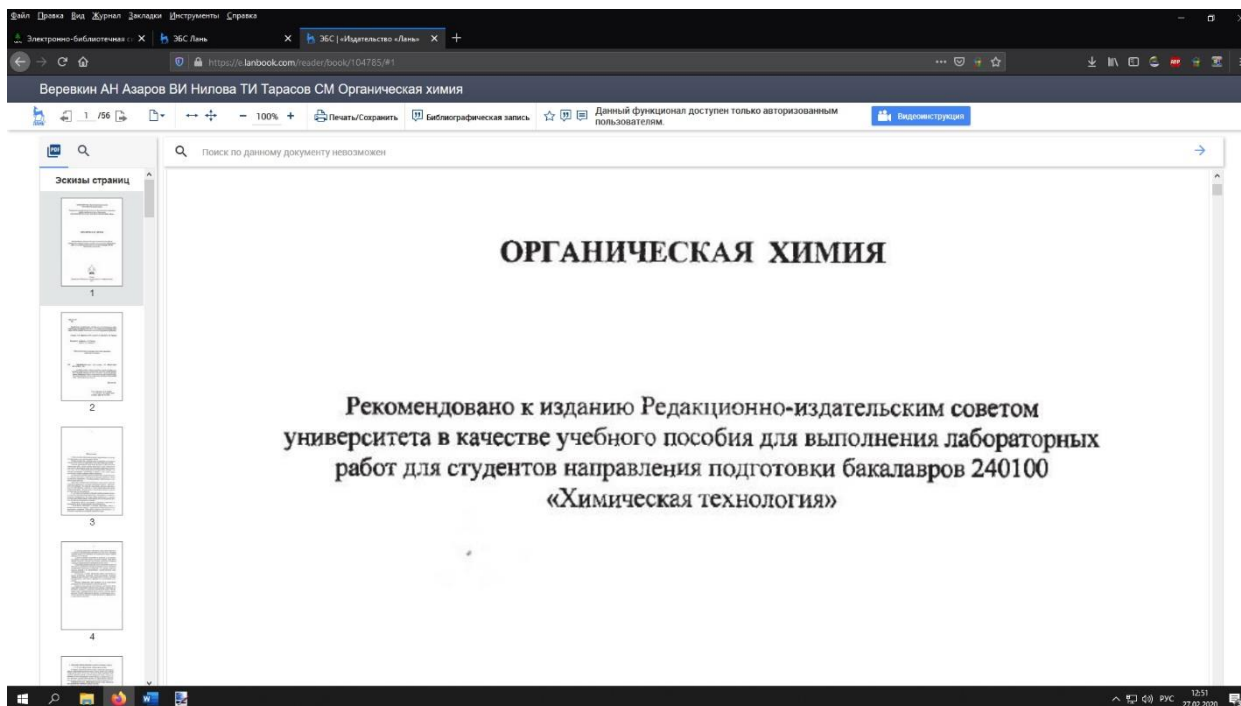 Файл Правка Вид Журнал Закладки Инструменты Справка
Электронно-библиотечная с
ЭБС Лань
ЭБС | «Издательство «Лань»
https://e.lanbook.com/reader/book/104785/#1
Веревкин АН Азаров ВИ Нилова ТИ Тарасов СМ Органическая химия
1 /56
100%
Печать/Сохранить
Библиографическая запись
Данный функционал доступен только авторизованным
пользователям.
Видеоинструкция
PDF
Поиск по данному документу невозможен
Эскизы страниц
1
2
3
4
ОРГАНИЧЕСКАЯ ХИМИЯ
Рекомендовано к изданию Редакционно-издательским советом
университета в качестве учебного пособия для выполнения лабораторных
работ для студентов направления подготовки бакалавров 240100
«Химическая технология»
РУС
12:51
27.02.2020